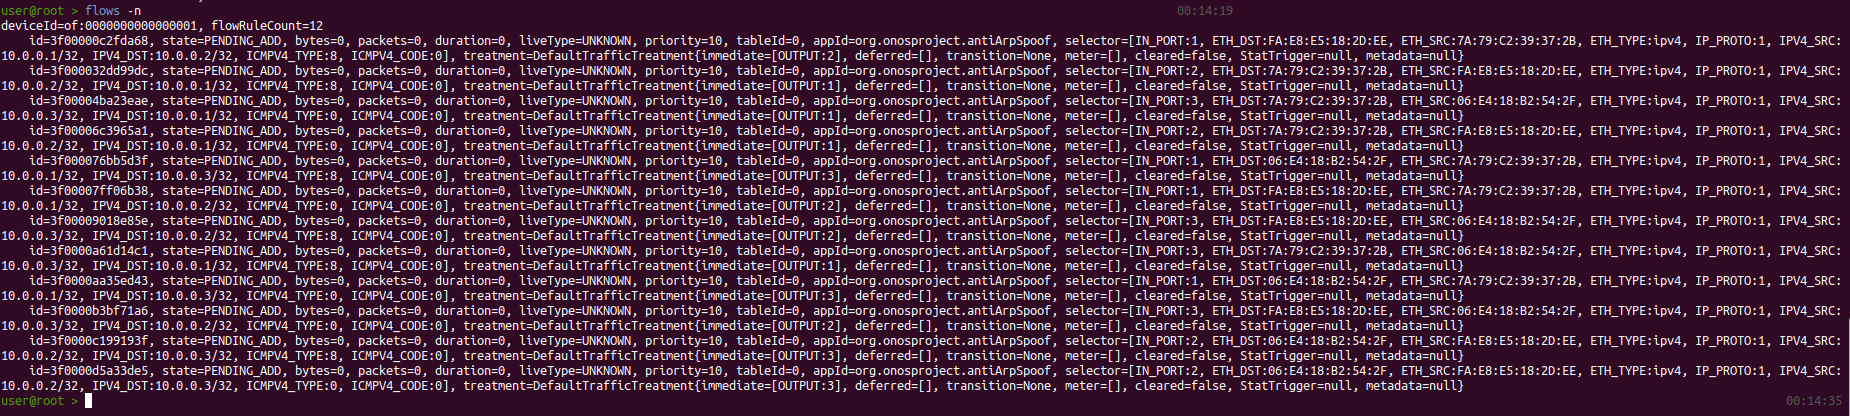 user@root > flows -n 00:14:19
deviceId=of:0000000000000001, flowRuleCount=12
id=3f00000c2fda68, state=PENDING_ADD, bytes=0, packets=0, duration=0, liveType=UNKNOWN, priority=10, tableId=0, appId=org.onosproject.antiArpSpoof, selector=[IN_PORT:1, ETH_DST:FA:E8:E5:18:2D:EE, ETH_SRC:7A:79:C2:39:37:2B, ETH_TYPE:ipv4, IP_PROTO:1, IPV4_SRC:
10.0.0.1/32, IPV4_DST:10.0.0.2/32, ICMPV4_TYPE:8, ICMPV4_CODE:0], treatment=DefaultTrafficTreatment{immediate=[OUTPUT:2], deferred=[], transition=None, meter=[], cleared=false, StatTrigger=null, metadata=null}
id=3f000032dd99dc, state=PENDING_ADD, bytes=0, packets=0, duration=0, liveType=UNKNOWN, priority=10, tableId=0, appId=org.onosproject.antiArpSpoof, selector=[IN_PORT:2, ETH_DST:7A:79:C2:39:37:2B, ETH_SRC:FA:E8:E5:18:2D:EE, ETH_TYPE:ipv4, IP_PROTO:1, IPV4_SRC:
10.0.0.2/32, IPV4_DST:10.0.0.1/32, ICMPV4_TYPE:8, ICMPV4_CODE:0], treatment=DefaultTrafficTreatment{immediate=[OUTPUT:1], deferred=[], transition=None, meter=[], cleared=false, StatTrigger=null, metadata=null}
id=3f00004ba23eae, state=PENDING_ADD, bytes=0, packets=0, duration=0, liveType=UNKNOWN, priority=10, tableId=0, appId=org.onosproject.antiArpSpoof, selector=[IN_PORT:3, ETH_DST:7A:79:C2:39:37:2B, ETH_SRC:06:E4:18:B2:54:2F, ETH_TYPE:ipv4, IP_PROTO:1, IPV4_SRC:
10.0.0.3/32, IPV4_DST:10.0.0.1/32, ICMPV4_TYPE:0, ICMPV4_CODE:0], treatment=DefaultTrafficTreatment{immediate=[OUTPUT:1], deferred=[], transition=None, meter=[], cleared=false, StatTrigger=null, metadata=null}
id=3f00006c3965a1, state=PENDING_ADD, bytes=0, packets=0, duration=0, liveType=UNKNOWN, priority=10, tableId=0, appId=org.onosproject.antiArpSpoof, selector=[IN_PORT:2, ETH_DST:7A:79:C2:39:37:2B, ETH_SRC:FA:E8:E5:18:2D:EE, ETH_TYPE:ipv4, IP_PROTO:1, IPV4_SRC:
10.0.0.2/32, IPV4_DST:10.0.0.1/32, ICMPV4_TYPE:0, ICMPV4_CODE:0], treatment=DefaultTrafficTreatment{immediate=[OUTPUT:1], deferred=[], transition=None, meter=[], cleared=false, StatTrigger=null, metadata=null}
id=3f000076bb5d3f, state=PENDING_ADD, bytes=0, packets=0, duration=0, liveType=UNKNOWN, priority=10, tableId=0, appId=org.onosproject.antiArpSpoof, selector=[IN_PORT:1, ETH_DST:06:E4:18:B2:54:2F, ETH_SRC:7A:79:C2:39:37:2B, ETH_TYPE:ipv4, IP_PROTO:1, IPV4_SRC:
10.0.0.1/32, IPV4_DST:10.0.0.3/32, ICMPV4_TYPE:8, ICMPV4_CODE:0], treatment=DefaultTrafficTreatment{immediate=[OUTPUT:3], deferred=[], transition=None, meter=[], cleared=false, StatTrigger=null, metadata=null}
id=3f00007ff06b38, state=PENDING_ADD, bytes=0, packets=0, duration=0, liveType=UNKNOWN, priority=10, tableId=0, appId=org.onosproject.antiArpSpoof, selector=[IN_PORT:1, ETH_DST:FA:E8:E5:18:2D:EE, ETH_SRC:7A:79:C2:39:37:2B, ETH_TYPE:ipv4, IP_PROTO:1, IPV4_SRC:
10.0.0.1/32, IPV4_DST:10.0.0.2/32, ICMPV4_TYPE:0, ICMPV4_CODE:0], treatment=DefaultTrafficTreatment{immediate=[OUTPUT:2], deferred=[], transition=None, meter=[], cleared=false, StatTrigger=null, metadata=null}
id=3f00009018e85e, state=PENDING_ADD, bytes=0, packets=0, duration=0, liveType=UNKNOWN, priority=10, tableId=0, appId=org.onosproject.antiArpSpoof, selector=[IN_PORT:3, ETH_DST:FA:E8:E5:18:2D:EE, ETH_SRC:06:E4:18:B2:54:2F, ETH_TYPE:ipv4, IP_PROTO:1, IPV4_SRC:
10.0.0.3/32, IPV4_DST:10.0.0.2/32, ICMPV4_TYPE:8, ICMPV4_CODE:0], treatment=DefaultTrafficTreatment{immediate=[OUTPUT:2], deferred=[], transition=None, meter=[], cleared=false, StatTrigger=null, metadata=null}
id=3f0000a61d14c1, state=PENDING_ADD, bytes=0, packets=0, duration=0, liveType=UNKNOWN, priority=10, tableId=0, appId=org.onosproject.antiArpSpoof, selector=[IN_PORT:3, ETH_DST:7A:79:C2:39:37:2B, ETH_SRC:06:E4:18:B2:54:2F, ETH_TYPE:ipv4, IP_PROTO:1, IPV4_SRC:
10.0.0.3/32, IPV4_DST:10.0.0.1/32, ICMPV4_TYPE:8, ICMPV4_CODE:0], treatment=DefaultTrafficTreatment{immediate=[OUTPUT:1], deferred=[], transition=None, meter=[], cleared=false, StatTrigger=null, metadata=null}
id=3f0000aa35ed43, state=PENDING_ADD, bytes=0, packets=0, duration=0, liveType=UNKNOWN, priority=10, tableId=0, appId=org.onosproject.antiArpSpoof, selector=[IN_PORT:1, ETH_DST:06:E4:18:B2:54:2F, ETH_SRC:7A:79:C2:39:37:2B, ETH_TYPE:ipv4, IP_PROTO:1, IPV4_SRC:
10.0.0.1/32, IPV4_DST:10.0.0.3/32, ICMPV4_TYPE:0, ICMPV4_CODE:0], treatment=DefaultTrafficTreatment{immediate=[OUTPUT:3], deferred=[], transition=None, meter=[], cleared=false, StatTrigger=null, metadata=null}
id=3f0000b3bf71a6, state=PENDING_ADD, bytes=0, packets=0, duration=0, liveType=UNKNOWN, priority=10, tableId=0, appId=org.onosproject.antiArpSpoof, selector=[IN_PORT:3, ETH_DST:FA:E8:E5:18:2D:EE, ETH_SRC:06:E4:18:B2:54:2F, ETH_TYPE:ipv4, IP_PROTO:1, IPV4_SRC:
10.0.0.3/32, IPV4_DST:10.0.0.2/32, ICMPV4_TYPE:0, ICMPV4_CODE:0], treatment=DefaultTrafficTreatment{immediate=[OUTPUT:2], deferred=[], transition=None, meter=[], cleared=false, StatTrigger=null, metadata=null}
id=3f0000c199193f, state=PENDING_ADD, bytes=0, packets=0, duration=0, liveType=UNKNOWN, priority=10, tableId=0, appId=org.onosproject.antiArpSpoof, selector=[IN_PORT:2, ETH_DST:06:E4:18:B2:54:2F, ETH_SRC:FA:E8:E5:18:2D:EE, ETH_TYPE:ipv4, IP_PROTO:1, IPV4_SRC:
10.0.0.2/32, IPV4_DST:10.0.0.3/32, ICMPV4_TYPE:8, ICMPV4_CODE:0], treatment=DefaultTrafficTreatment{immediate=[OUTPUT:3], deferred=[], transition=None, meter=[], cleared=false, StatTrigger=null, metadata=null}
id=3f0000d5a33de5, state=PENDING_ADD, bytes=0, packets=0, duration=0, liveType=UNKNOWN, priority=10, tableId=0, appId=org.onosproject.antiArpSpoof, selector=[IN_PORT:2, ETH_DST:06:E4:18:B2:54:2F, ETH_SRC:FA:E8:E5:18:2D:EE, ETH_TYPE:ipv4, IP_PROTO:1, IPV4_SRC:
10.0.0.2/32, IPV4_DST:10.0.0.3/32, ICMPV4_TYPE:0, ICMPV4_CODE:0], treatment=DefaultTrafficTreatment{immediate=[OUTPUT:3], deferred=[], transition=None, meter=[], cleared=false, StatTrigger=null, metadata=null}
user@root > 00:14:35